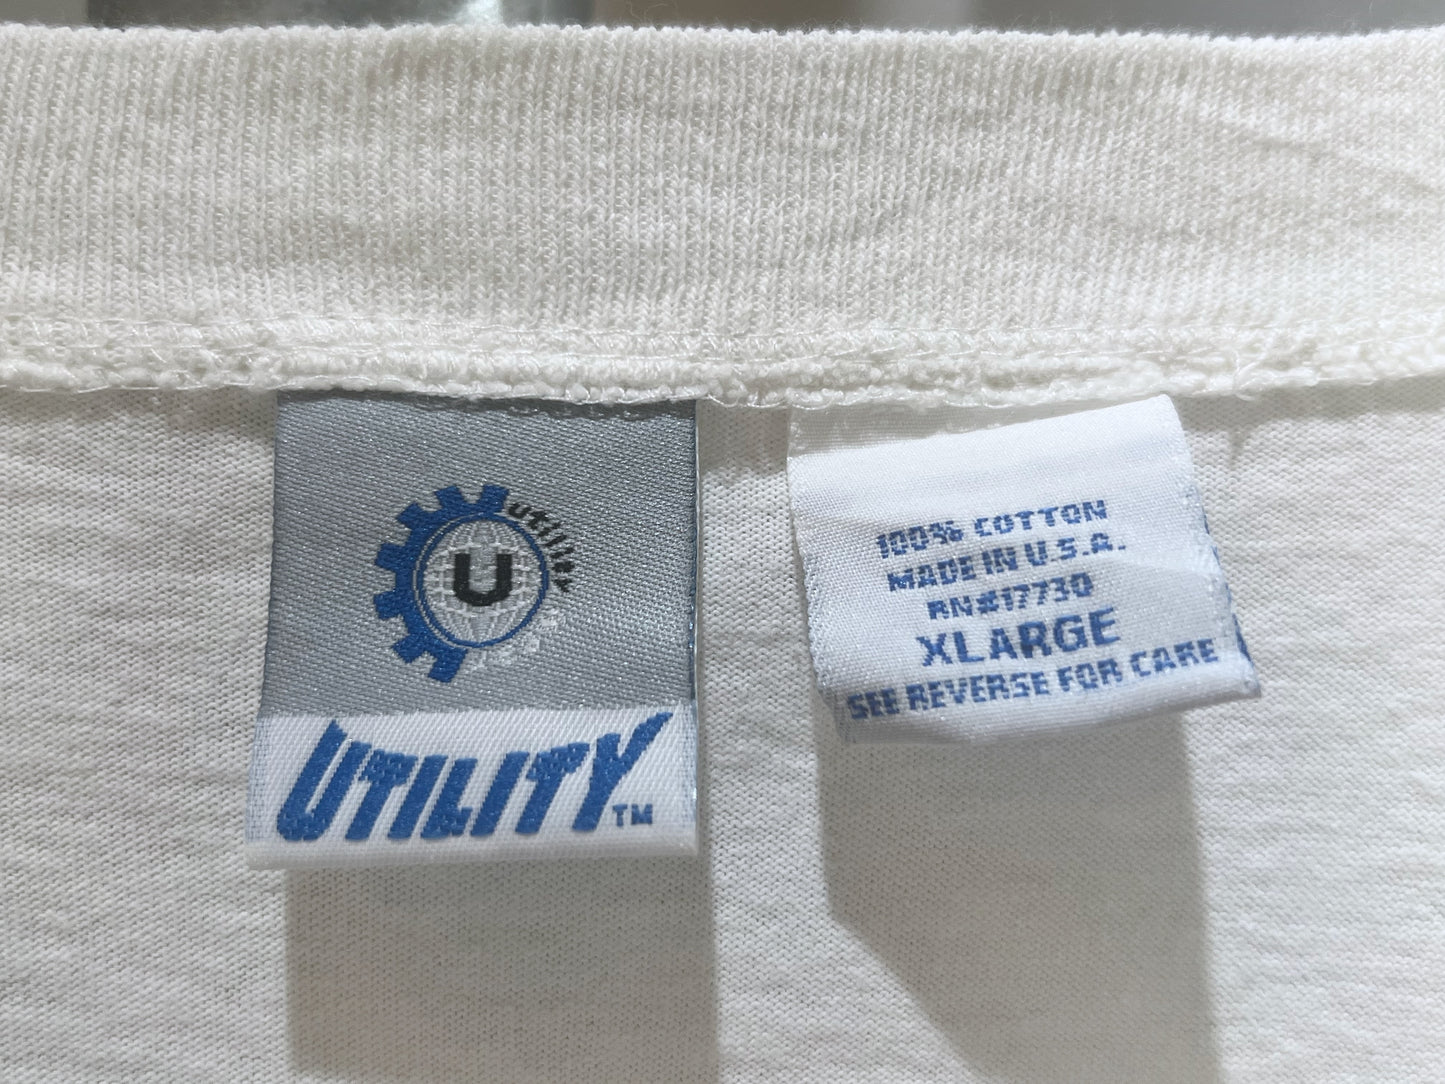 utility
U
UTILITY™
100% COTTON
MADE IN U.S.A.
RN#17730
XLARGE
SEE REVERSE FOR CARE